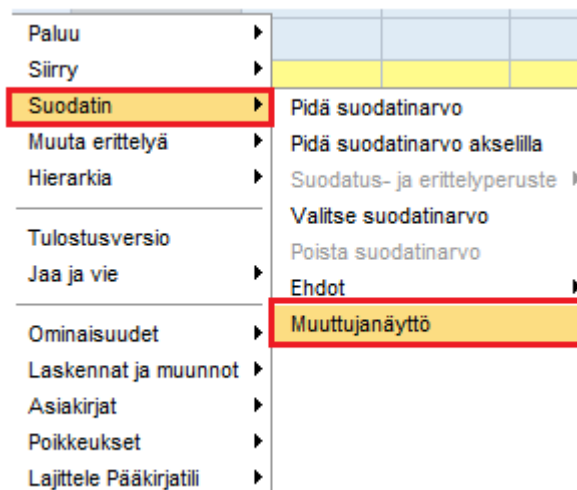 Paluu
Siirry
Suodatin
Muuta erittelyä
Hierarkia
Tulostusversio
Jaa ja vie
Ominaisuudet
Laskennat ja muunnot
Asiakirjat
Poikkeukset
Lajittele Pääkirjatili
Pidä suodatinarvo
Pidä suodatinarvo akselilla
Suodatus- ja erittelyperuste
Valitse suodatinarvo
Poista suodatinarvo
Ehdot
Muuttujanäyttö